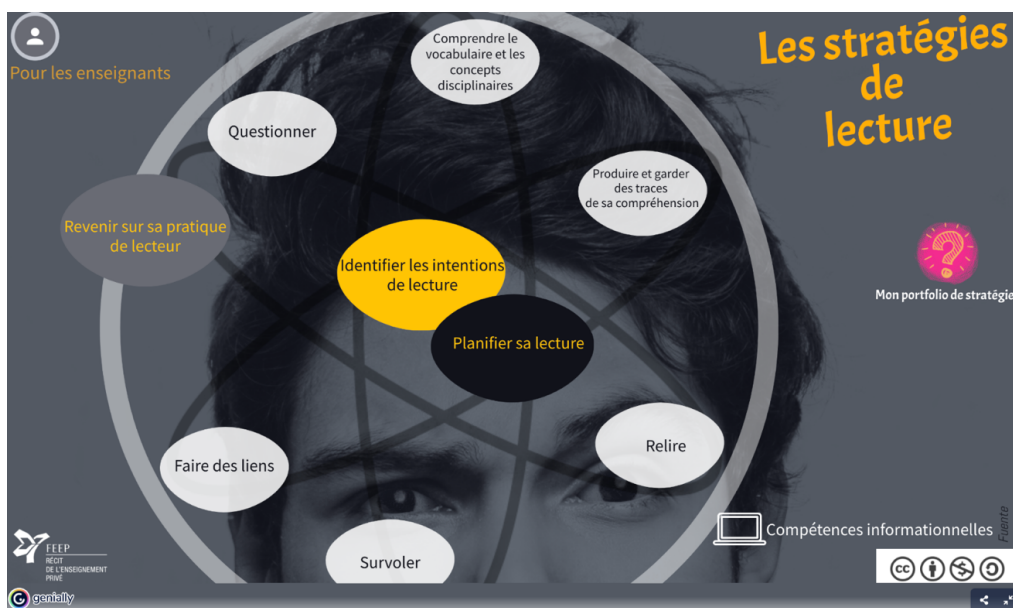 Pour les enseignants
Les stratégies
de
lecture
Comprendre le
vocabulaire et les
concepts
disciplinaires
Questionner
Produire et garder
des traces
de sa compréhension
Revenir sur sa pratique
de lecteur
Identifier les intentions
de lecture
Planifier sa lecture
?
Mon portfolio de stratégie
Faire des liens
Relire
Survoler
Compétences informationnelles
Fuente
FEEP
RÉCIT
DE L'ENSEIGNEMENT
PRIVÉ
cc
genially